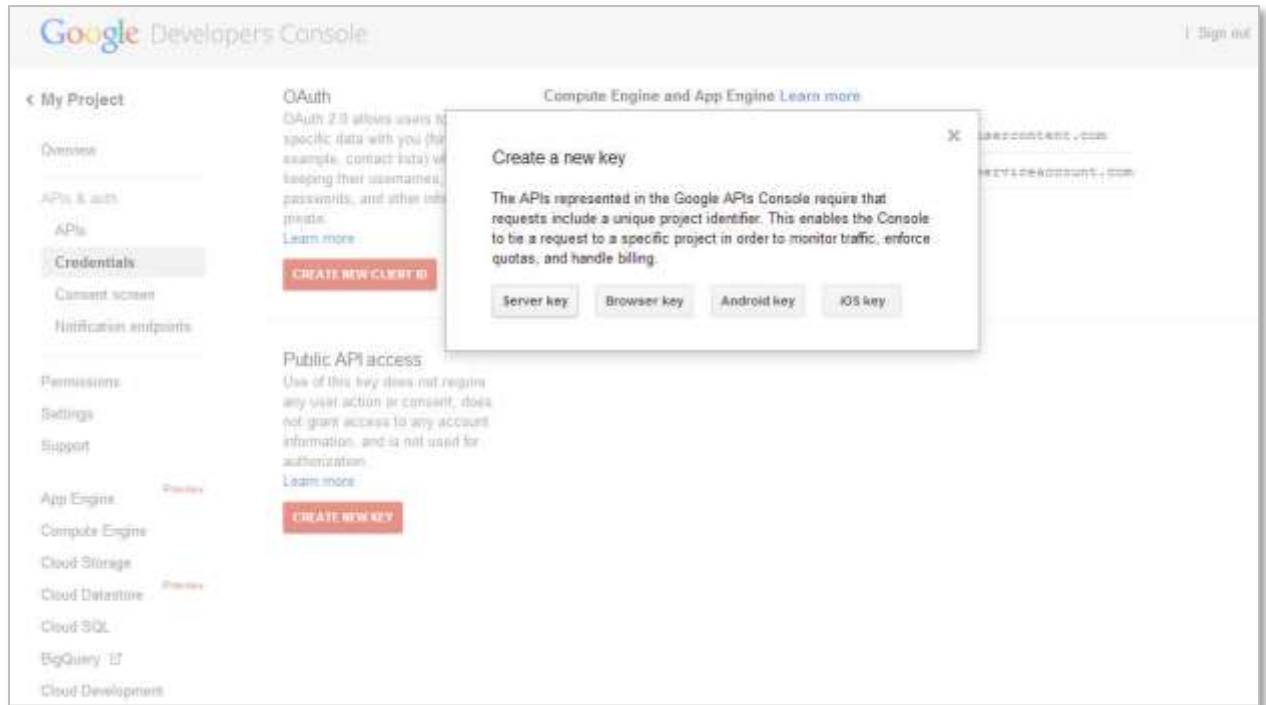 Google Developers Console
Sign out
My Project
Overview
APIs & auth
APIs
Credentials
Consent screen
Notification endpoints
Permissions
Settings
Support
App Engine Preview
Compute Engine
Cloud Storage
Cloud Datastore Preview
Cloud SQL
BigQuery
Cloud Development
OAuth
OAuth 2.0 allows users to
specific data with you (for
example, contact lists) w
keeping their usernames,
passwords, and other
private.
Learn more
CREATE NEW CLIENT ID
Public API access
Use of this key does not require
any user action or consent, does
not grant access to any account
information, and is not used for
authorization.
Learn more
CREATE NEW KEY
Compute Engine and App Engine Learn more
usercontent.com
serviceaccount.com
Create a new key
The APIs represented in the Google APIs Console require that
requests include a unique project identifier. This enables the Console
to tie a request to a specific project in order to monitor traffic, enforce
quotas, and handle billing.
Server key Browser key Android key iOS key